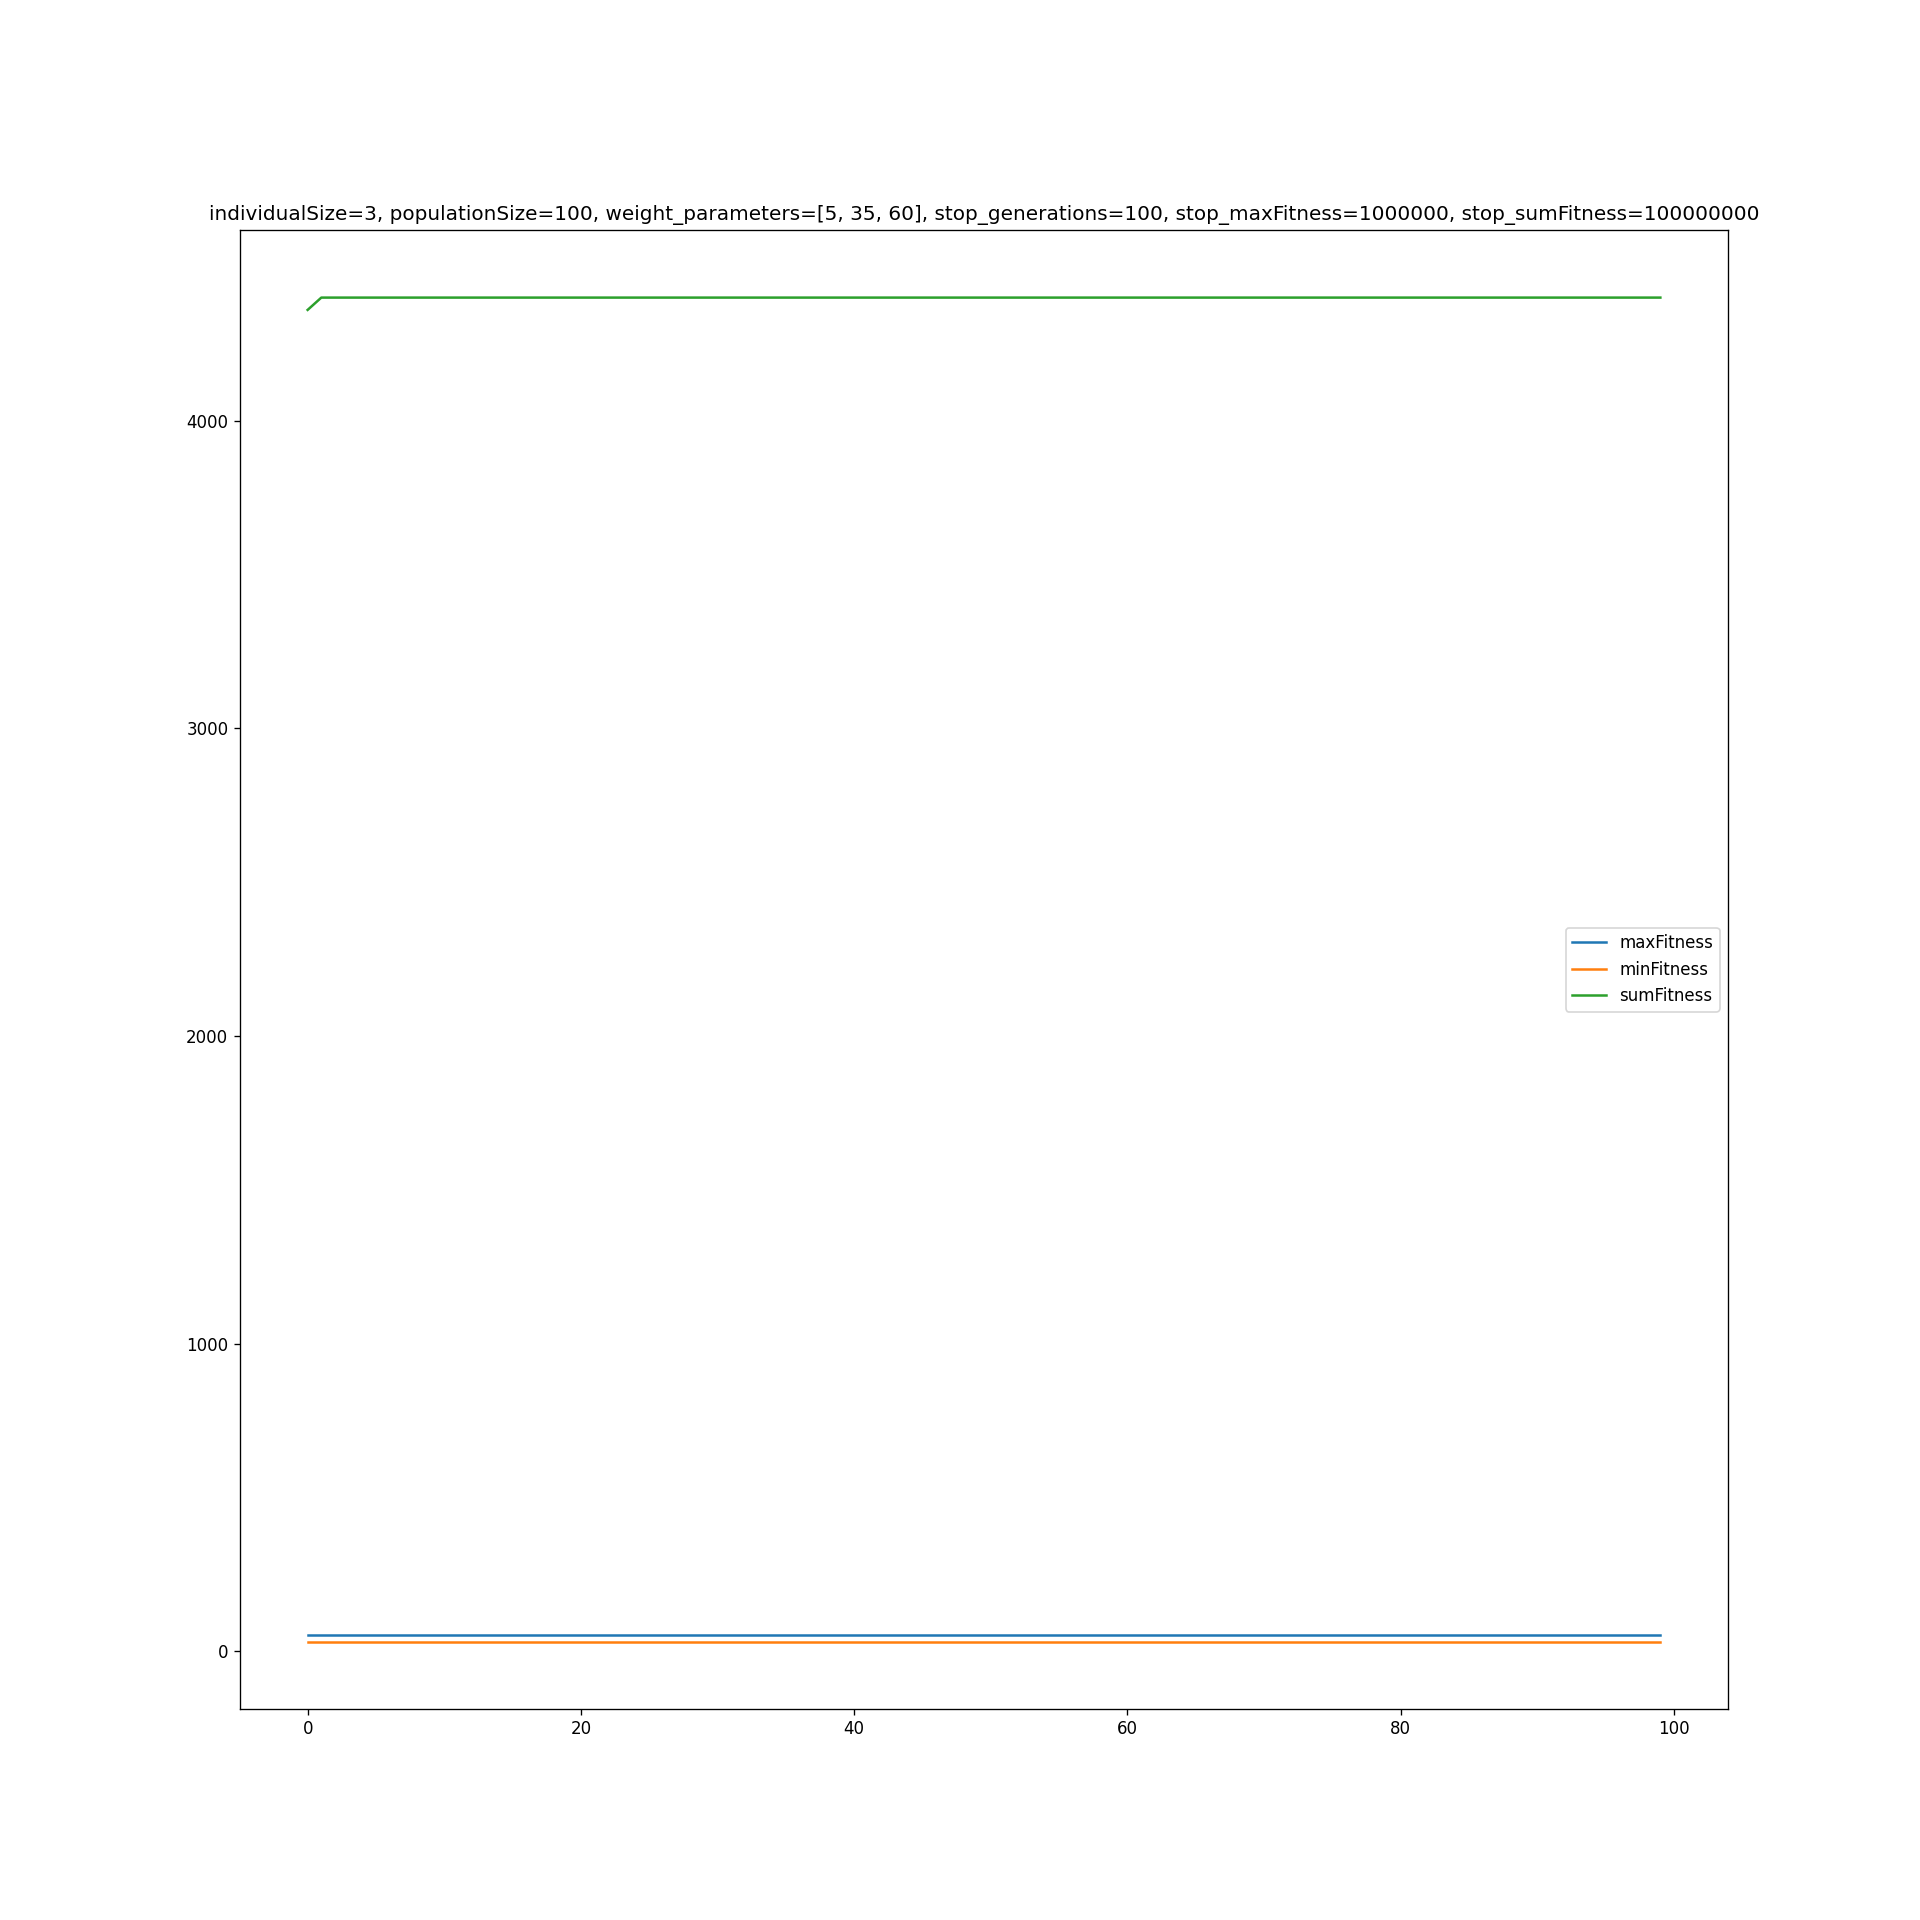 individualSize=3, populationSize=100, weight_parameters=[5, 35, 60], stop_generations=100, stop_maxFitness=1000000, stop_sumFitness=100000000
4000
3000
2000
1000
0
maxFitness
minFitness
sumFitness
0 20 40 60 80 100